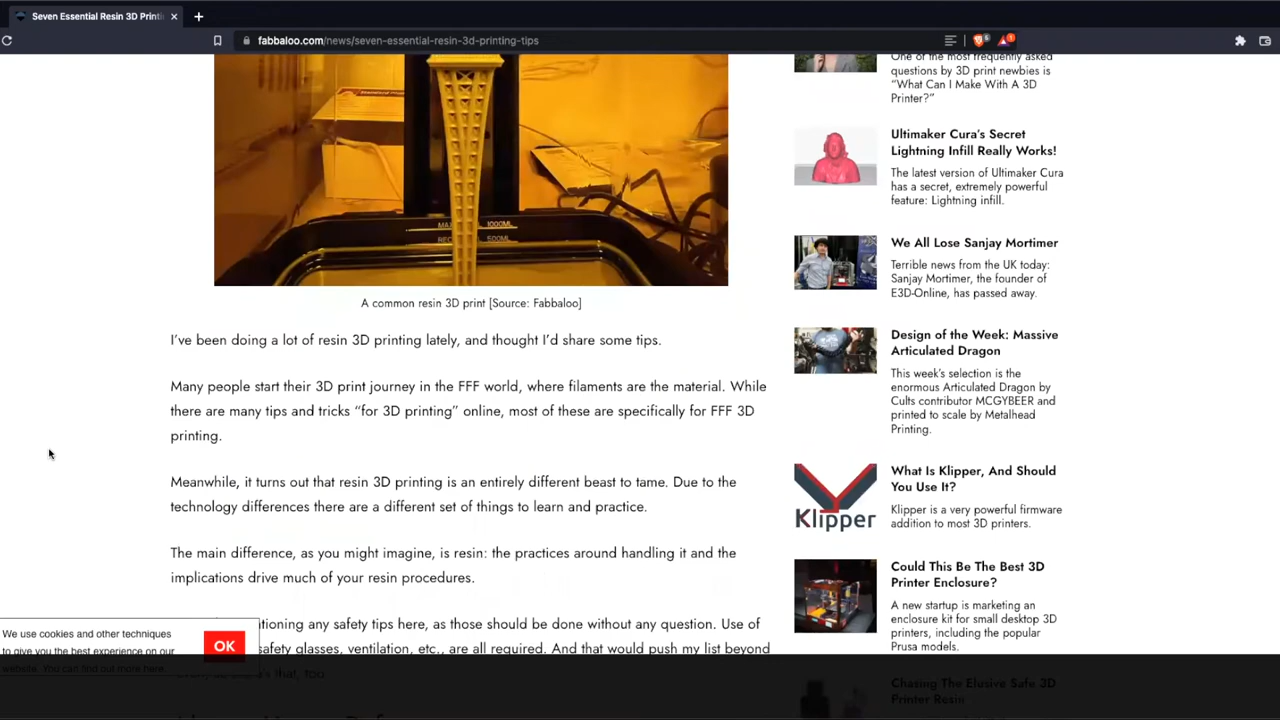 Seven Essential Resin 3D Printi
fabbaloo.com/news/seven-essential-resin-3d-printing-tips
MA 1000ML
500ML
A common resin 3D print [Source: Fabbaloo]
I've been doing a lot of resin 3D printing lately, and thought I'd share some tips.
Many people start their 3D print journey in the FFF world, where filaments are the material. While
there are many tips and tricks “for 3D printing” online, most of these are specifically for FFF 3D
printing.
Meanwhile, it turns out that resin 3D printing is an entirely different beast to tame. Due to the
technology differences there are a different set of things to learn and practice.
The main difference, as you might imagine, is resin: the practices around handling it and the
implications drive much of your resin procedures.
tioning any safety tips here, as those should be done without any question. Use of
safety glasses, ventilation, etc., are all required. And that would push my list beyond
as that, too.
We use cookies and other techniques
to give you the best experience on our
website. You can find out more here.
OK
One of the most frequently asked
questions by 3D print newbies is
“What Can I Make With A 3D
Printer?”
Ultimaker Cura's Secret
Lightning Infill Really Works!
The latest version of Ultimaker Cura
has a secret, extremely powerful
feature: Lightning infill.
We All Lose Sanjay Mortimer
Terrible news from the UK today:
Sanjay Mortimer, the founder of
E3D-Online, has passed away.
Design of the Week: Massive
Articulated Dragon
This week's selection is the
enormous Articulated Dragon by
Cults contributor MCGYBEER and
printed to scale by Metalhead
Printing.
Klipper
What Is Klipper, And Should
You Use It?
Klipper is a very powerful firmware
addition to most 3D printers.
Could This Be The Best 3D
Printer Enclosure?
A new startup is marketing an
enclosure kit for small desktop 3D
printers, including the popular
Prusa models.
Chasing The Elusive Safe 3D
Printer Resin